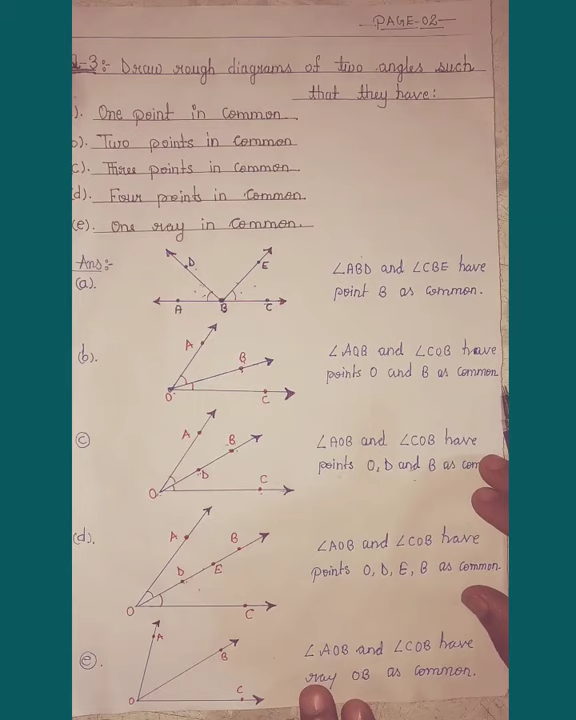 PAGE-02
Q-3:- Draw rough diagrams of two angles such
that they have:
). One point in common.
b). Two points in common
c). Three points in common
d). Four points in common.
(e). One ray in common.
Ans:-
(a).
D
E
A
B
C
∠ABD and ∠CBE have
point B as common.
(b).
A
B
O
C
∠AOB and ∠COB have
points O and B as common
(c)
A
B
D
O
C
∠AOB and ∠COB have
points O, D and B as com
(d).
A
B
D
E
O
C
∠AOB and ∠COB have
points O, D, E, B as common.
(e).
A
B
O
C
∠AOB and ∠COB have
ray OB as common.